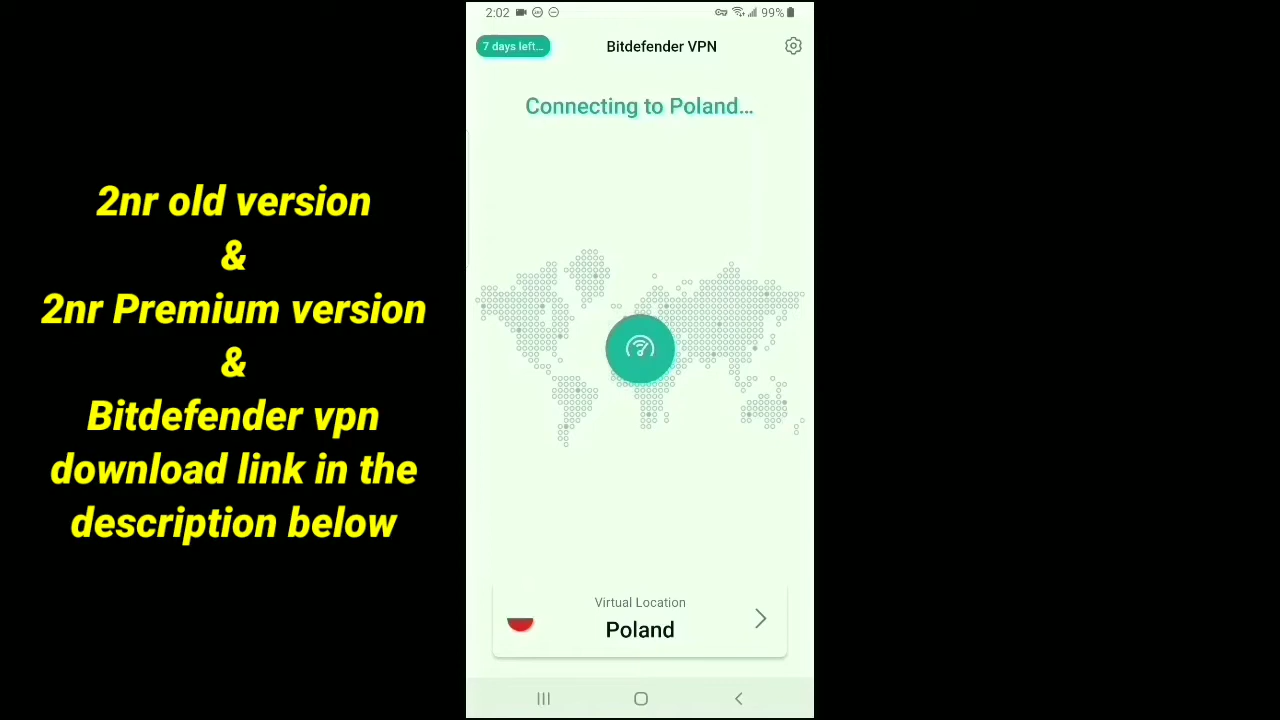 2:02
99%
7 days left...
Bitdefender VPN
Connecting to Poland...
2nr old version
&
2nr Premium version
&
Bitdefender vpn
download link in the
description below
Virtual Location
Poland